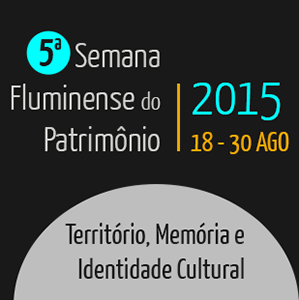 5ª Semana
Fluminense do
Patrimônio
2015
18 - 30 AGO
Território, Memória e
Identidade Cultural